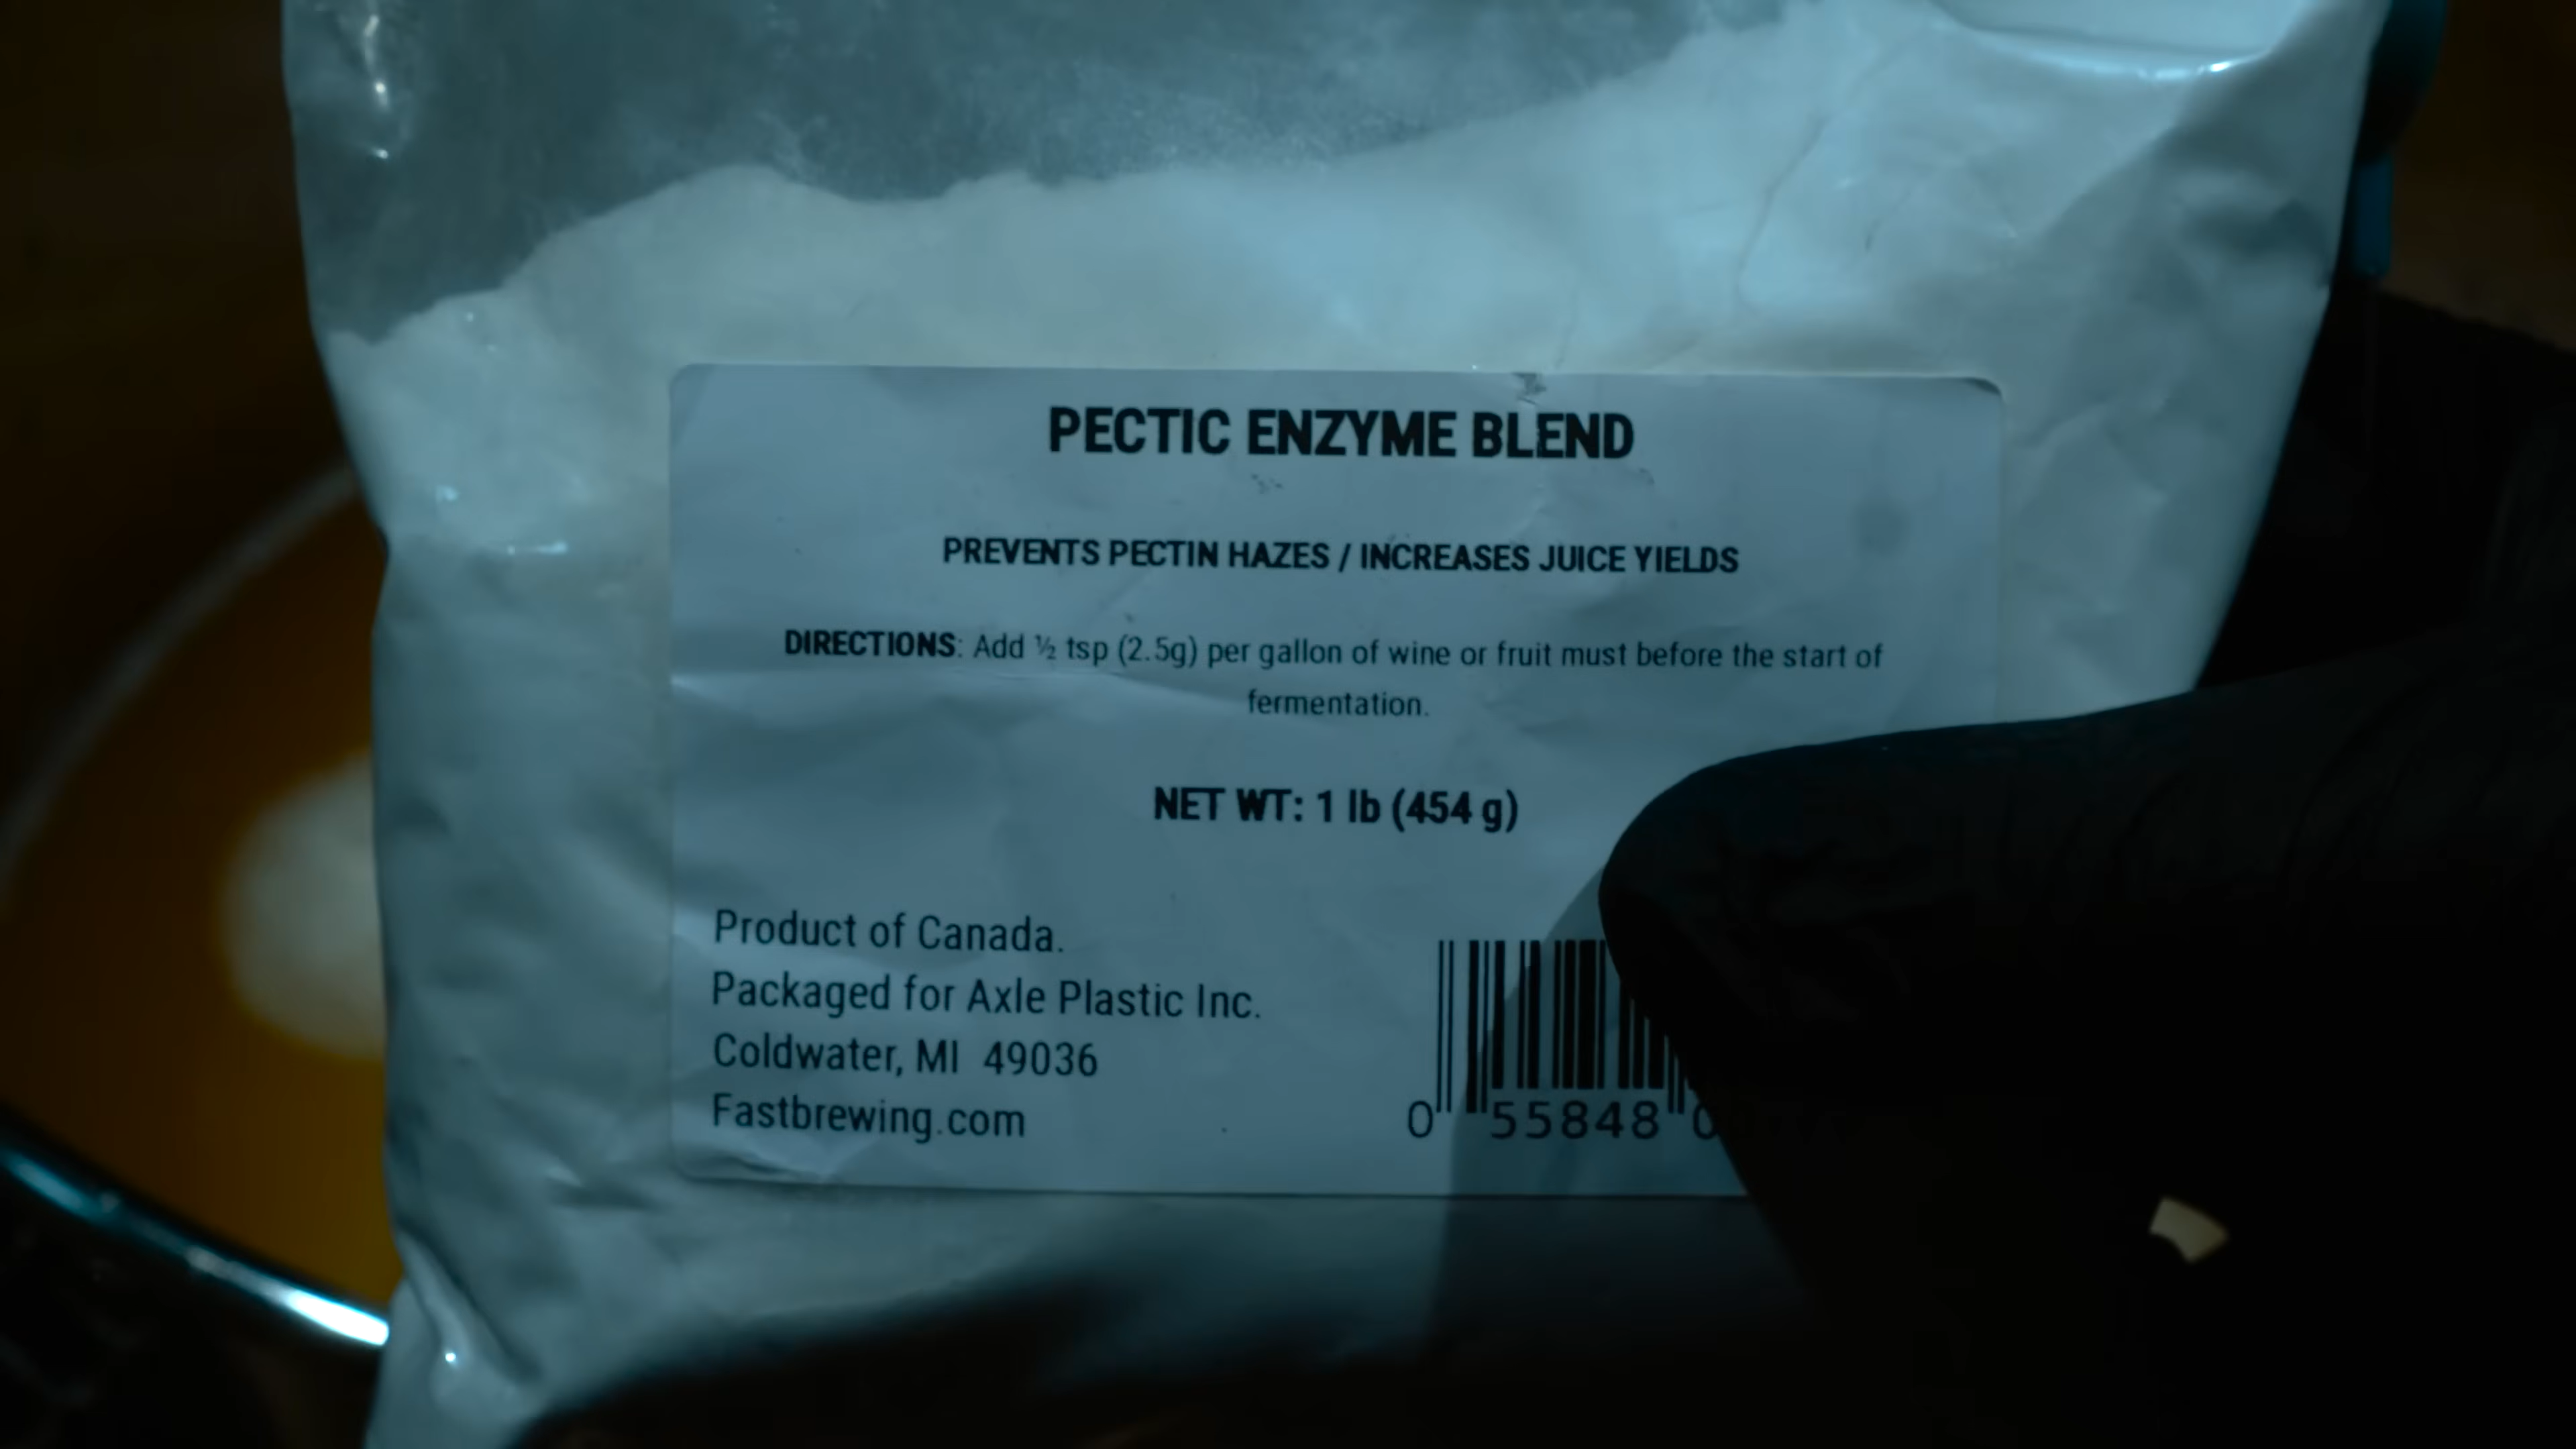 PECTIC ENZYME BLEND
PREVENTS PECTIN HAZES / INCREASES JUICE YIELDS
DIRECTIONS: Add ½ tsp (2.5g) per gallon of wine or fruit must before the start of
fermentation.
NET WT: 1 lb (454 g)
Product of Canada.
Packaged for Axle Plastic Inc.
Coldwater, MI 49036
Fastbrewing.com
0 55848 0